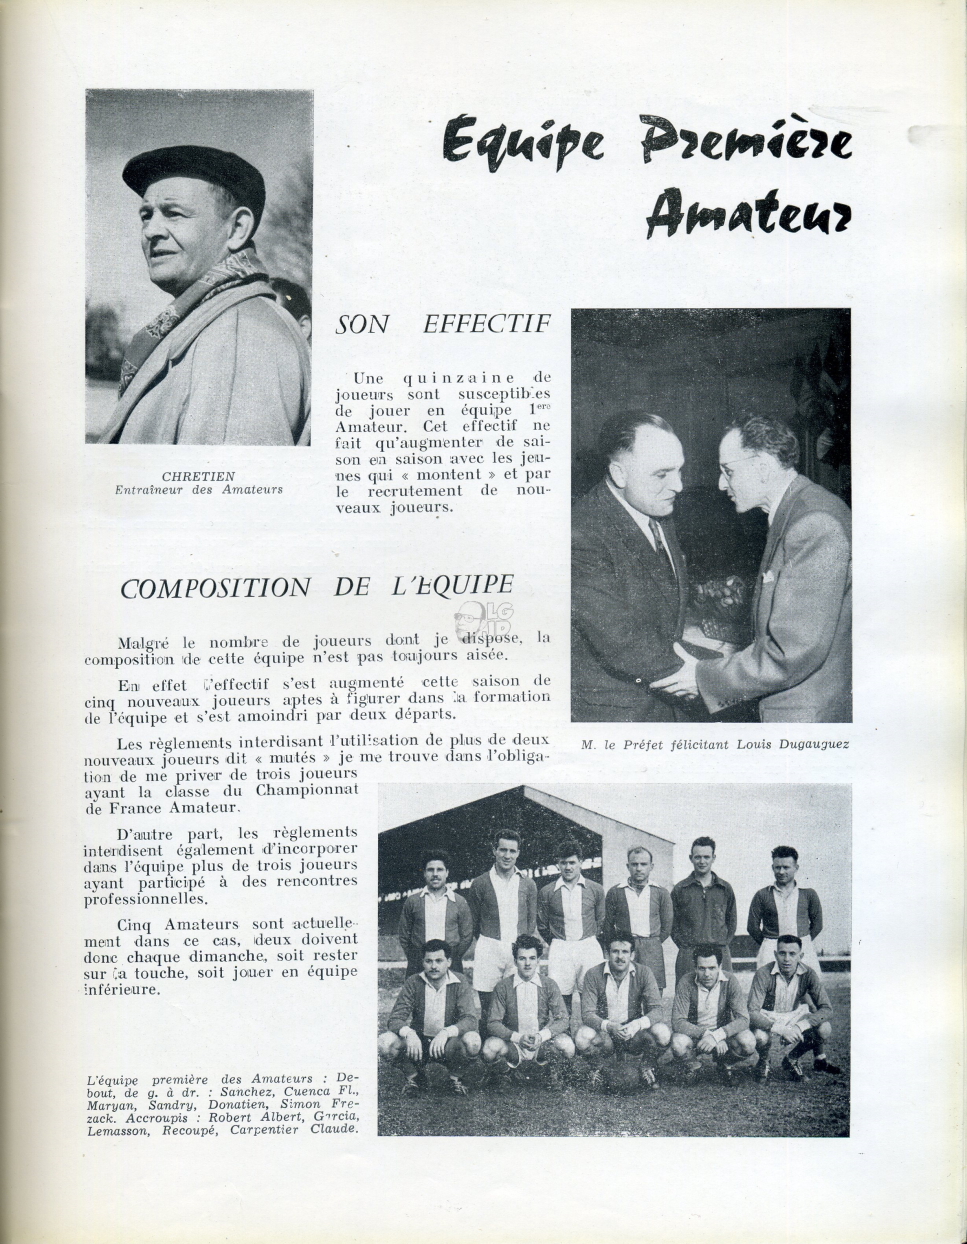 Equipe Première
Amateur
SON EFFECTIF
Une quinzaine de
joueurs sont susceptibles
de jouer en équipe 1ere
Amateur. Cet effectif ne
fait qu'augmenter de sai-
son en saison avec les jeu-
nes qui « montent » et par
le recrutement de nou-
veaux joueurs.
CHRETIEN
Entraîneur des Amateurs
COMPOSITION DE L'EQUIPE
Malgré le nombre de joueurs dont je dispose, la
composition de cette équipe n'est pas toujours aisée.
En effet l'effectif s'est augmenté cette saison de
cinq nouveaux joueurs aptes à figurer dans la formation
de l'équipe et s'est amoindri par deux départs.
Les règlements interdisant l'utilisation de plus de deux
nouveaux joueurs dit « mutés » je me trouve dans l'obliga-
tion de me priver de trois joueurs
ayant la classe du Championnat
de France Amateur.
D'autre part, les règlements
interdisent également d'incorporer
dans l'équipe plus de trois joueurs
ayant participé à des rencontres
professionnelles.
Cinq Amateurs sont actuelle-
ment dans ce cas, deux doivent
donc chaque dimanche, soit rester
sur la touche, soit jouer en équipe
inférieure.
M. le Préfet félicitant Louis Dugauguez
L'équipe première des Amateurs : De-
bout, de g. à dr. : Sanchez, Cuenca Fl.,
Maryan, Sandry, Donatien, Simon Fre-
zack. Accroupis : Robert Albert, Garcia,
Lemasson, Recoupé, Carpentier Claude.